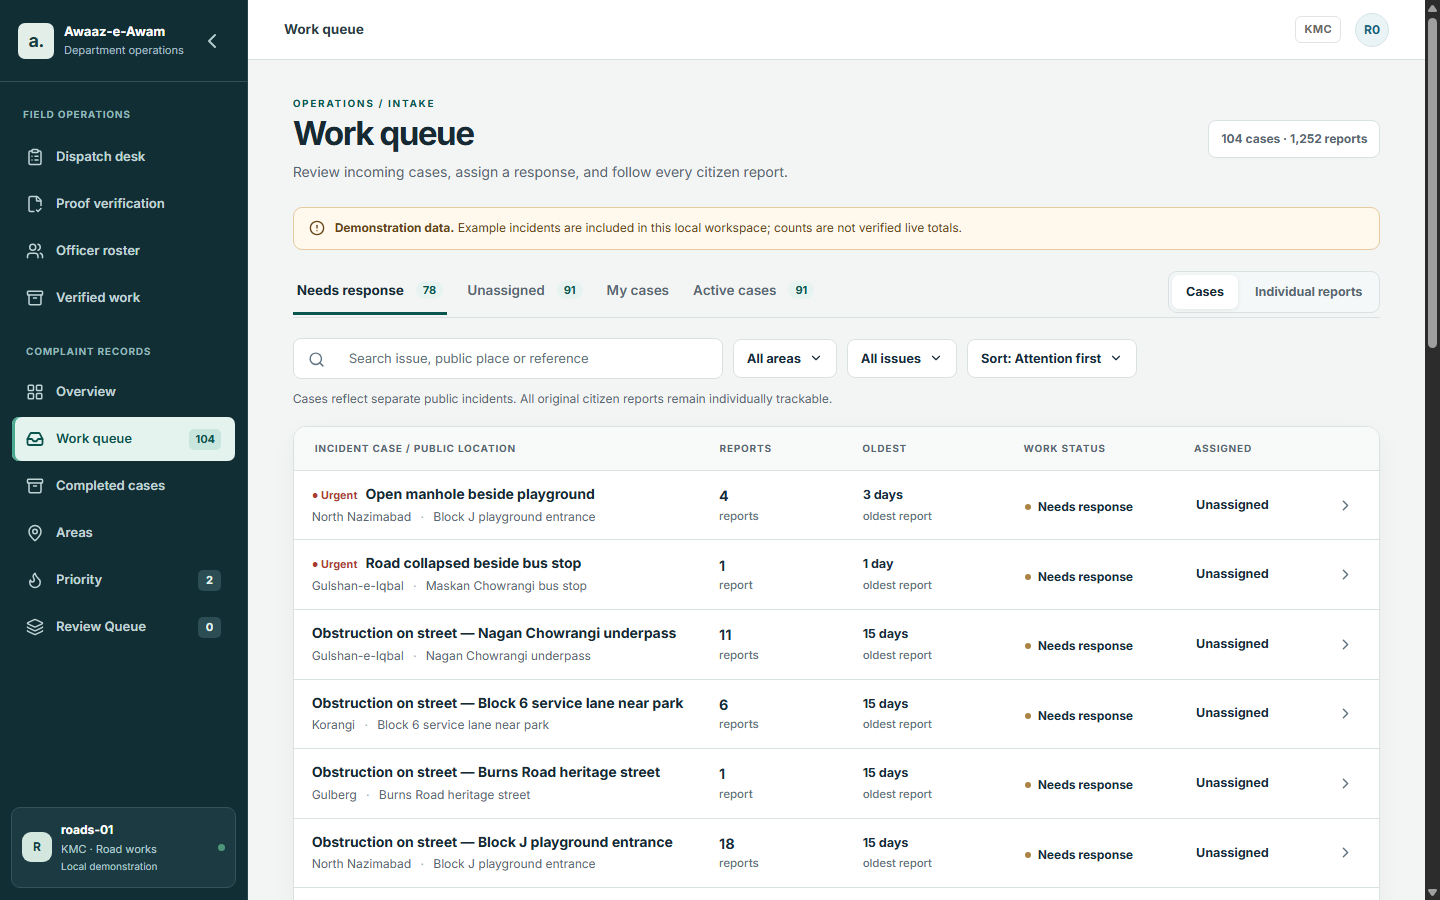 a.
Awaaz-e-Awam
Department operations
FIELD OPERATIONS
Dispatch desk
Proof verification
Officer roster
Verified work
COMPLAINT RECORDS
Overview
Work queue 104
Completed cases
Areas
Priority 2
Review Queue 0
R
roads-01
KMC · Road works
Local demonstration
Work queue
KMC
R0
OPERATIONS / INTAKE
Work queue
104 cases · 1,252 reports
Review incoming cases, assign a response, and follow every citizen report.
Demonstration data. Example incidents are included in this local workspace; counts are not verified live totals.
Needs response 78 Unassigned 91 My cases Active cases 91
Cases Individual reports
Search issue, public place or reference
All areas
All issues
Sort: Attention first
Cases reflect separate public incidents. All original citizen reports remain individually trackable.
INCIDENT CASE / PUBLIC LOCATION REPORTS OLDEST WORK STATUS ASSIGNED
• Urgent Open manhole beside playground 4 3 days Needs response Unassigned
North Nazimabad · Block J playground entrance reports oldest report
• Urgent Road collapsed beside bus stop 1 1 day Needs response Unassigned
Gulshan-e-Iqbal · Maskan Chowrangi bus stop report oldest report
Obstruction on street — Nagan Chowrangi underpass 11 15 days Needs response Unassigned
Gulshan-e-Iqbal · Nagan Chowrangi underpass reports oldest report
Obstruction on street — Block 6 service lane near park 6 15 days Needs response Unassigned
Korangi · Block 6 service lane near park reports oldest report
Obstruction on street — Burns Road heritage street 1 15 days Needs response Unassigned
Gulberg · Burns Road heritage street report oldest report
Obstruction on street — Block J playground entrance 18 15 days Needs response Unassigned
North Nazimabad · Block J playground entrance reports oldest report